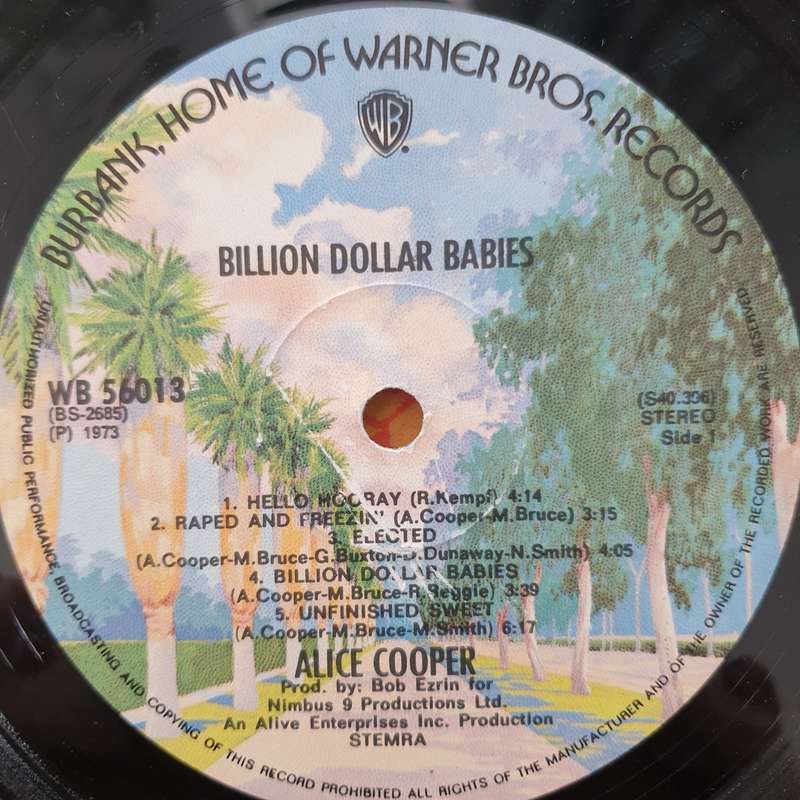 BURBANK, HOME OF WARNER BROS. RECORDS
WB
BILLION DOLLAR BABIES
WB 56013
(BS-2685)
(P) 1973
(S40.306)
STEREO
Side 1
1. HELLO HOORAY (R.Kempf) 4:14
2. RAPED AND FREEZIN' (A.Cooper-M.Bruce) 3:15
3. ELECTED
(A.Cooper-M.Bruce-G.Buxton-D.Dunaway-N.Smith) 4:05
4. BILLION DOLLAR BABIES
(A.Cooper-M.Bruce-R.Reggie) 3:39
5. UNFINISHED SWEET
(A.Cooper-M.Bruce-M.Smith) 6:17
ALICE COOPER
Prod. by: Bob Ezrin for
Nimbus 9 Productions Ltd.
An Alive Enterprises Inc. Production
STEMRA
UNAUTHORIZED PUBLIC PERFORMANCE, BROADCASTING AND COPYING OF THIS RECORD PROHIBITED ALL RIGHTS OF THE MANUFACTURER AND OF THE OWNER OF THE RECORDED WORK ARE RESERVED